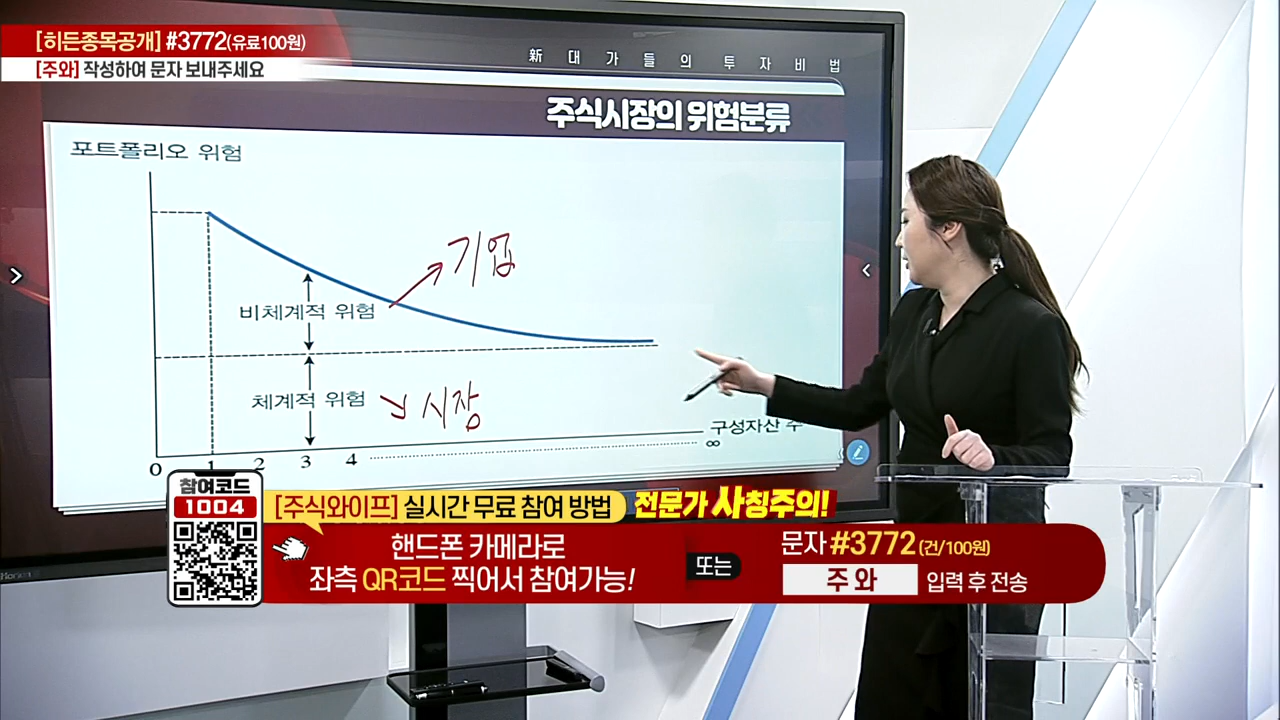 [히든종목공개] #3772(유료100원)
[주와] 작성하여 문자 보내주세요
新 대 가 들 의 투 자 비 법
주식시장의 위험분류
포트폴리오 위험
기업
비체계적 위험
체계적 위험
시장
구성자산 수
∞
0 1 2 3 4
참여코드
1004
[주식와이프] 실시간 무료 참여 방법
전문가 사칭주의!
핸드폰 카메라로
좌측 QR코드 찍어서 참여가능!
또는
문자 #3772 (건/100원)
주 와 입력 후 전송